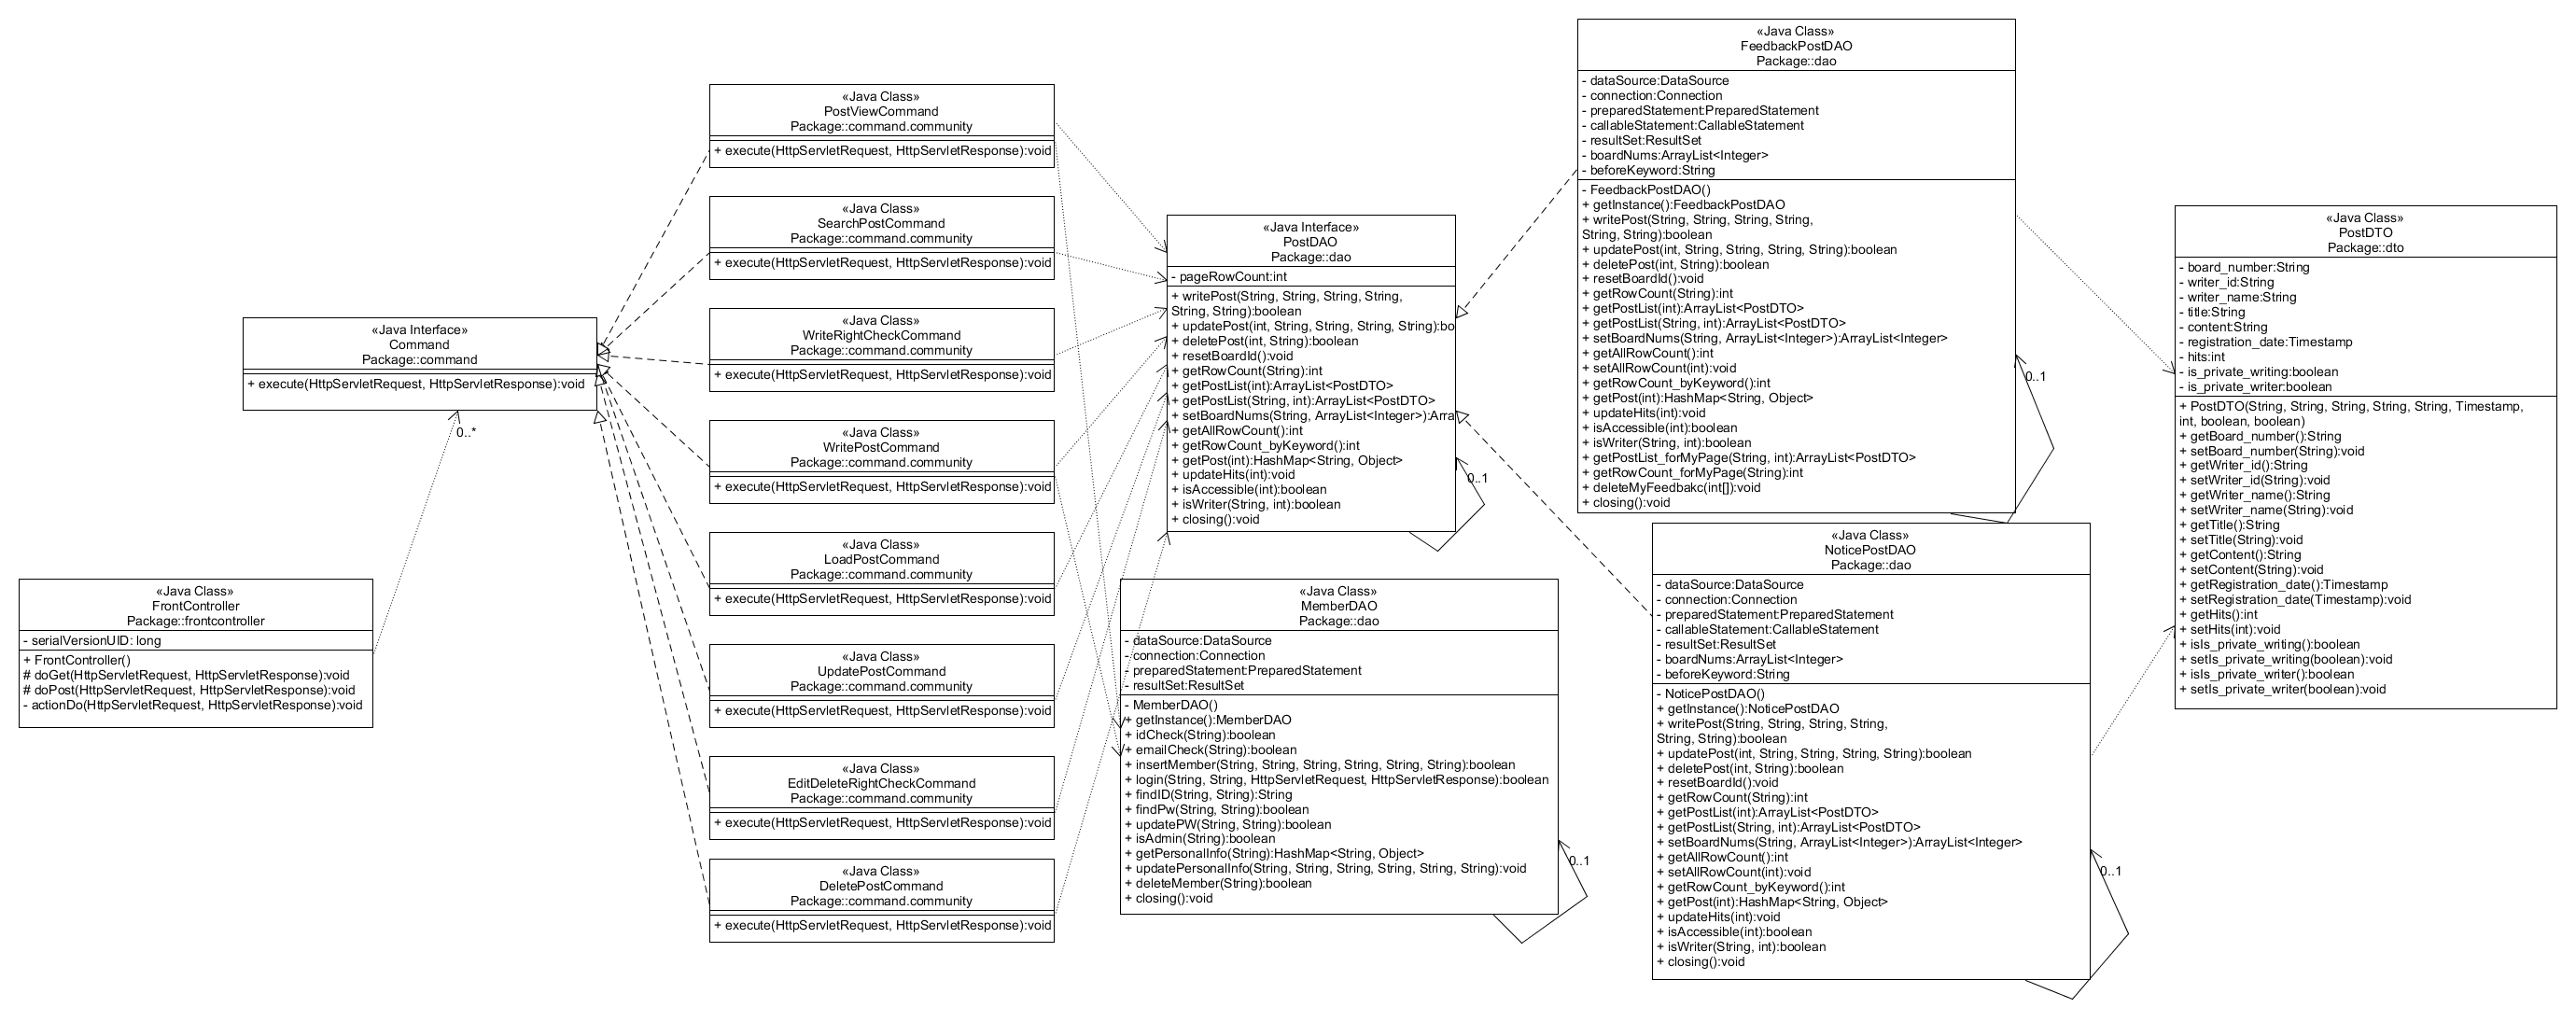 «Java Class»
FrontController
Package::frontcontroller
- serialVersionUID: long
+ FrontController()
# doGet(HttpServletRequest, HttpServletResponse):void
# doPost(HttpServletRequest, HttpServletResponse):void
- actionDo(HttpServletRequest, HttpServletResponse):void
«Java Interface»
Command
Package::command
+ execute(HttpServletRequest, HttpServletResponse):void
0..*
«Java Class»
PostViewCommand
Package::command.community
+ execute(HttpServletRequest, HttpServletResponse):void
«Java Class»
SearchPostCommand
Package::command.community
+ execute(HttpServletRequest, HttpServletResponse):void
«Java Class»
WriteRightCheckCommand
Package::command.community
+ execute(HttpServletRequest, HttpServletResponse):void
«Java Class»
WritePostCommand
Package::command.community
+ execute(HttpServletRequest, HttpServletResponse):void
«Java Class»
LoadPostCommand
Package::command.community
+ execute(HttpServletRequest, HttpServletResponse):void
«Java Class»
UpdatePostCommand
Package::command.community
+ execute(HttpServletRequest, HttpServletResponse):void
«Java Class»
EditDeleteRightCheckCommand
Package::command.community
+ execute(HttpServletRequest, HttpServletResponse):void
«Java Class»
DeletePostCommand
Package::command.community
+ execute(HttpServletRequest, HttpServletResponse):void
«Java Interface»
PostDAO
Package::dao
- pageRowCount:int
+ writePost(String, String, String, String,
String, String):boolean
+ updatePost(int, String, String, String, String):bo
+ deletePost(int, String):boolean
+ resetBoardId():void
+ getRowCount(String):int
+ getPostList(int):ArrayList<PostDTO>
+ getPostList(String, int):ArrayList<PostDTO>
+ setBoardNums(String, ArrayList<Integer>):Arra
+ getAllRowCount():int
+ getRowCount_byKeyword():int
+ getPost(int):HashMap<String, Object>
+ updateHits(int):void
+ isAccessible(int):boolean
+ isWriter(String, int):boolean
+ closing():void
0..1
«Java Class»
MemberDAO
Package::dao
- dataSource:DataSource
- connection:Connection
- preparedStatement:PreparedStatement
- resultSet:ResultSet
- MemberDAO()
+ getInstance():MemberDAO
+ idCheck(String):boolean
+ emailCheck(String):boolean
+ insertMember(String, String, String, String, String, String):boolean
+ login(String, String, HttpServletRequest, HttpServletResponse):boolean
+ findID(String, String):String
+ findPw(String, String):boolean
+ updatePW(String, String):boolean
+ isAdmin(String):boolean
+ getPersonalInfo(String):HashMap<String, Object>
+ updatePersonalInfo(String, String, String, String, String, String):void
+ deleteMember(String):boolean
+ closing():void
0..1
«Java Class»
FeedbackPostDAO
Package::dao
- dataSource:DataSource
- connection:Connection
- preparedStatement:PreparedStatement
- callableStatement:CallableStatement
- resultSet:ResultSet
- boardNums:ArrayList<Integer>
- beforeKeyword:String
- FeedbackPostDAO()
+ getInstance():FeedbackPostDAO
+ writePost(String, String, String, String,
String, String):boolean
+ updatePost(int, String, String, String, String):boolean
+ deletePost(int, String):boolean
+ resetBoardId():void
+ getRowCount(String):int
+ getPostList(int):ArrayList<PostDTO>
+ getPostList(String, int):ArrayList<PostDTO>
+ setBoardNums(String, ArrayList<Integer>):ArrayList<Integer>
+ getAllRowCount():int
+ setAllRowCount(int):void
+ getRowCount_byKeyword():int
+ getPost(int):HashMap<String, Object>
+ updateHits(int):void
+ isAccessible(int):boolean
+ isWriter(String, int):boolean
+ getPostList_forMyPage(String, int):ArrayList<PostDTO>
+ getRowCount_forMyPage(String):int
+ deleteMyFeedbakc(int[]):void
+ closing():void
0..1
«Java Class»
NoticePostDAO
Package::dao
- dataSource:DataSource
- connection:Connection
- preparedStatement:PreparedStatement
- callableStatement:CallableStatement
- resultSet:ResultSet
- boardNums:ArrayList<Integer>
- beforeKeyword:String
- NoticePostDAO()
+ getInstance():NoticePostDAO
+ writePost(String, String, String, String,
String, String):boolean
+ updatePost(int, String, String, String, String):boolean
+ deletePost(int, String):boolean
+ resetBoardId():void
+ getRowCount(String):int
+ getPostList(int):ArrayList<PostDTO>
+ getPostList(String, int):ArrayList<PostDTO>
+ setBoardNums(String, ArrayList<Integer>):ArrayList<Integer>
+ getAllRowCount():int
+ setAllRowCount(int):void
+ getRowCount_byKeyword():int
+ getPost(int):HashMap<String, Object>
+ updateHits(int):void
+ isAccessible(int):boolean
+ isWriter(String, int):boolean
+ closing():void
0..1
«Java Class»
PostDTO
Package::dto
- board_number:String
- writer_id:String
- writer_name:String
- title:String
- content:String
- registration_date:Timestamp
- hits:int
- is_private_writing:boolean
- is_private_writer:boolean
+ PostDTO(String, String, String, String, String, Timestamp,
int, boolean, boolean)
+ getBoard_number():String
+ setBoard_number(String):void
+ getWriter_id():String
+ setWriter_id(String):void
+ getWriter_name():String
+ setWriter_name(String):void
+ getTitle():String
+ setTitle(String):void
+ getContent():String
+ setContent(String):void
+ getRegistration_date():Timestamp
+ setRegistration_date(Timestamp):void
+ getHits():int
+ setHits(int):void
+ isIs_private_writing():boolean
+ setIs_private_writing(boolean):void
+ isIs_private_writer():boolean
+ setIs_private_writer(boolean):void